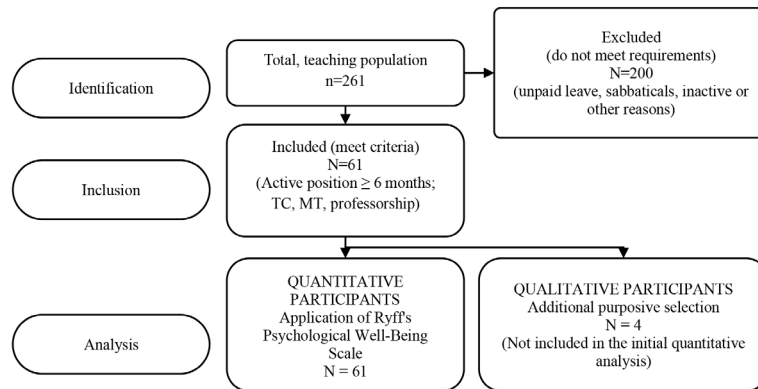 Identification
Total, teaching population
n=261
Excluded
(do not meet requirements)
N=200
(unpaid leave, sabbaticals, inactive or
other reasons)
Inclusion
Included (meet criteria)
N=61
(Active position ≥ 6 months;
TC, MT, professorship)
Analysis
QUANTITATIVE
PARTICIPANTS
Application of Ryff's
Psychological Well-Being
Scale
N = 61
QUALITATIVE PARTICIPANTS
Additional purposive selection
N = 4
(Not included in the initial quantitative
analysis)